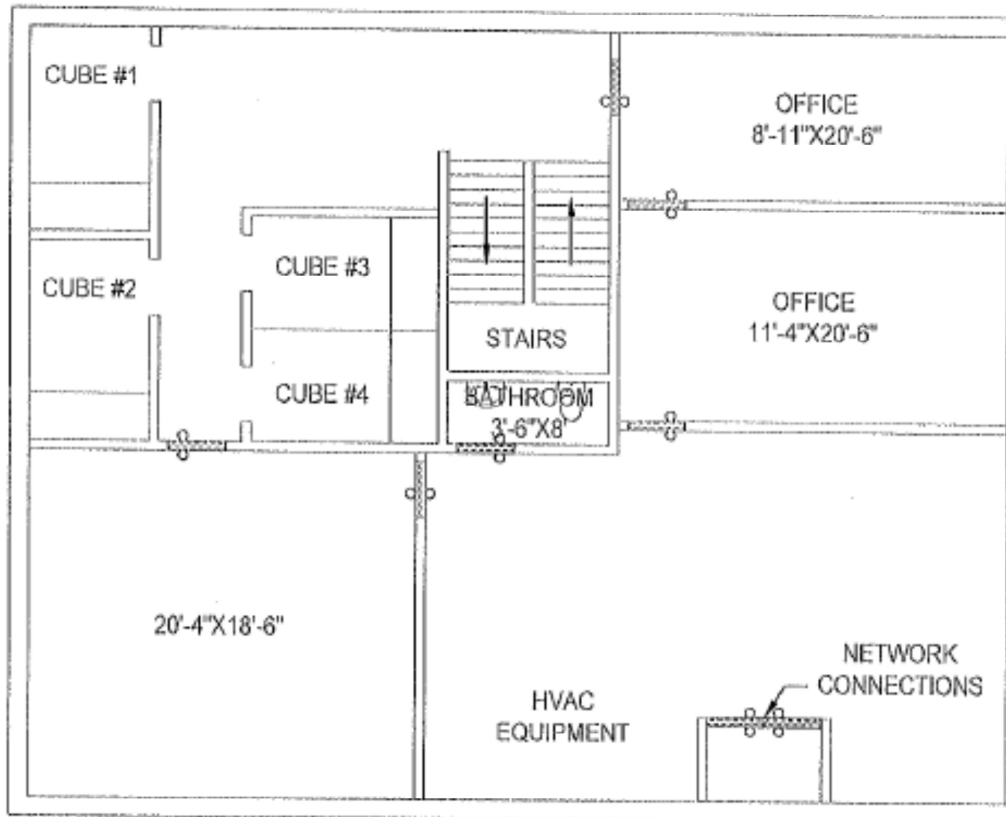 CUBE #1
OFFICE
8'-11"X20'-6"
CUBE #2
CUBE #3
OFFICE
11'-4"X20'-6"
STAIRS
CUBE #4
BATHROOM
3'-6"X8'
20'-4"X18'-6"
NETWORK
CONNECTIONS
HVAC
EQUIPMENT